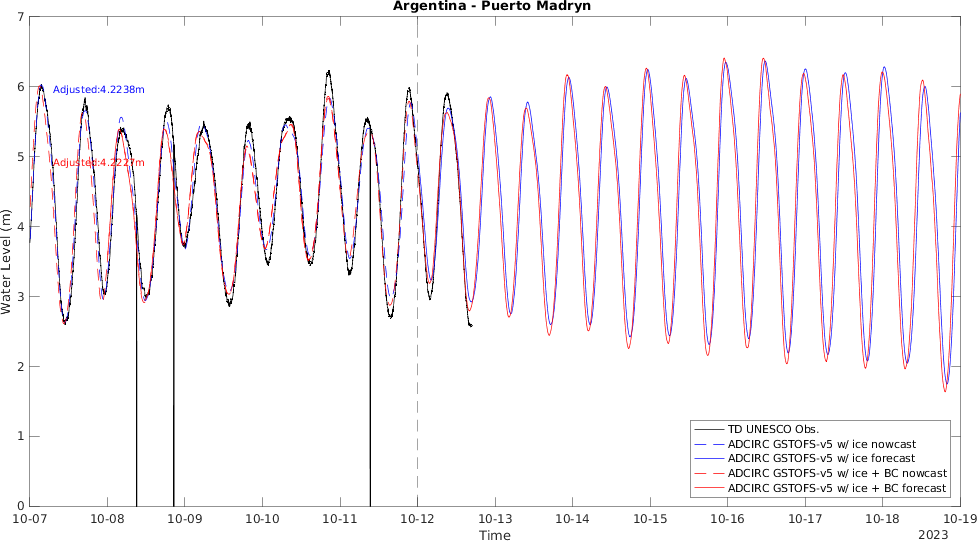 Argentina - Puerto Madryn
7
6
5
4
3
2
1
0
Water Level (m)
Adjusted:4.2238m
Adjusted:4.2227m
TD UNESCO Obs.
ADCIRC GSTOFS-v5 w/ ice nowcast
ADCIRC GSTOFS-v5 w/ ice forecast
ADCIRC GSTOFS-v5 w/ ice + BC nowcast
ADCIRC GSTOFS-v5 w/ ice + BC forecast
10-07 10-08 10-09 10-10 10-11 10-12 10-13 10-14 10-15 10-16 10-17 10-18 10-19
Time
2023